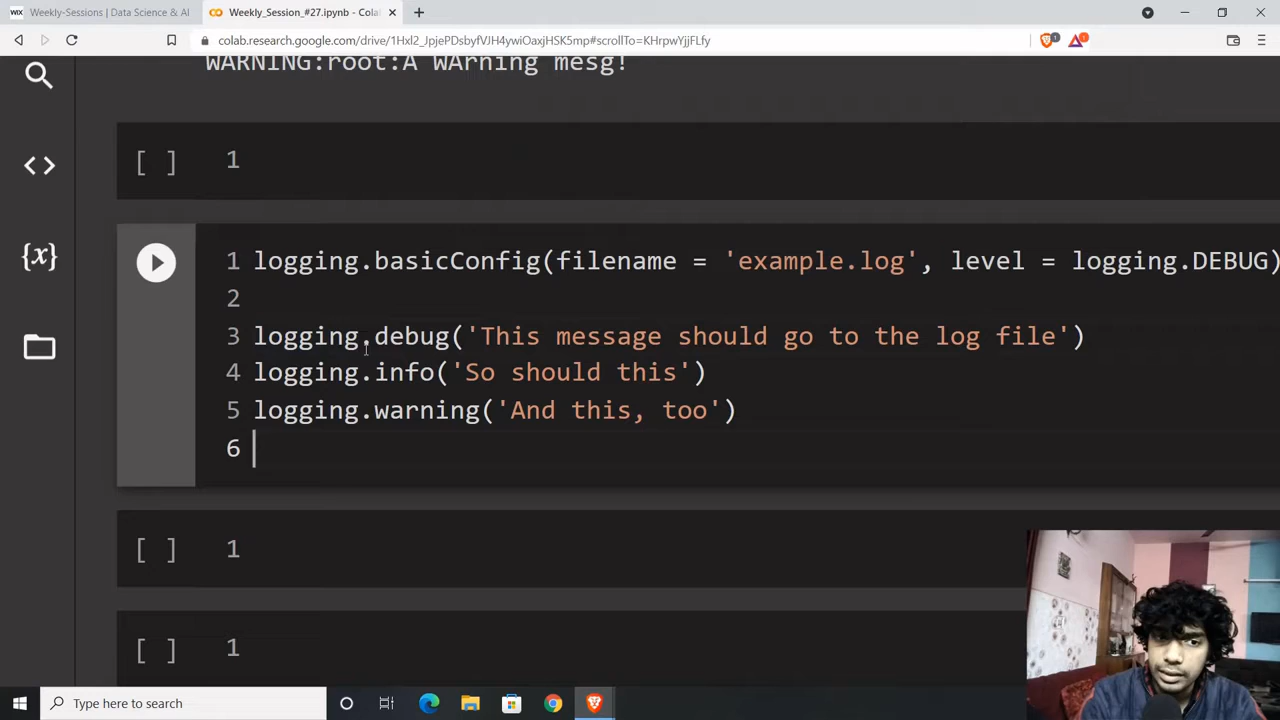 WIX Weekly-Sessions | Data Science & AI
Weekly_Session_#27.ipynb - Colab
colab.research.google.com/drive/1Hxl2_JpjePDsbyfVJH4ywiOaxjHSK5mp#scrollTo=KHrpwYjjFLfy
1
WARNING:root:A WArning mesg!
[ ] 1
{x}
1 logging.basicConfig(filename = 'example.log', level = logging.DEBUG)
2
3 logging.debug('This message should go to the log file')
4 logging.info('So should this')
5 logging.warning('And this, too')
6
[ ] 1
[ ] 1
Type here to search